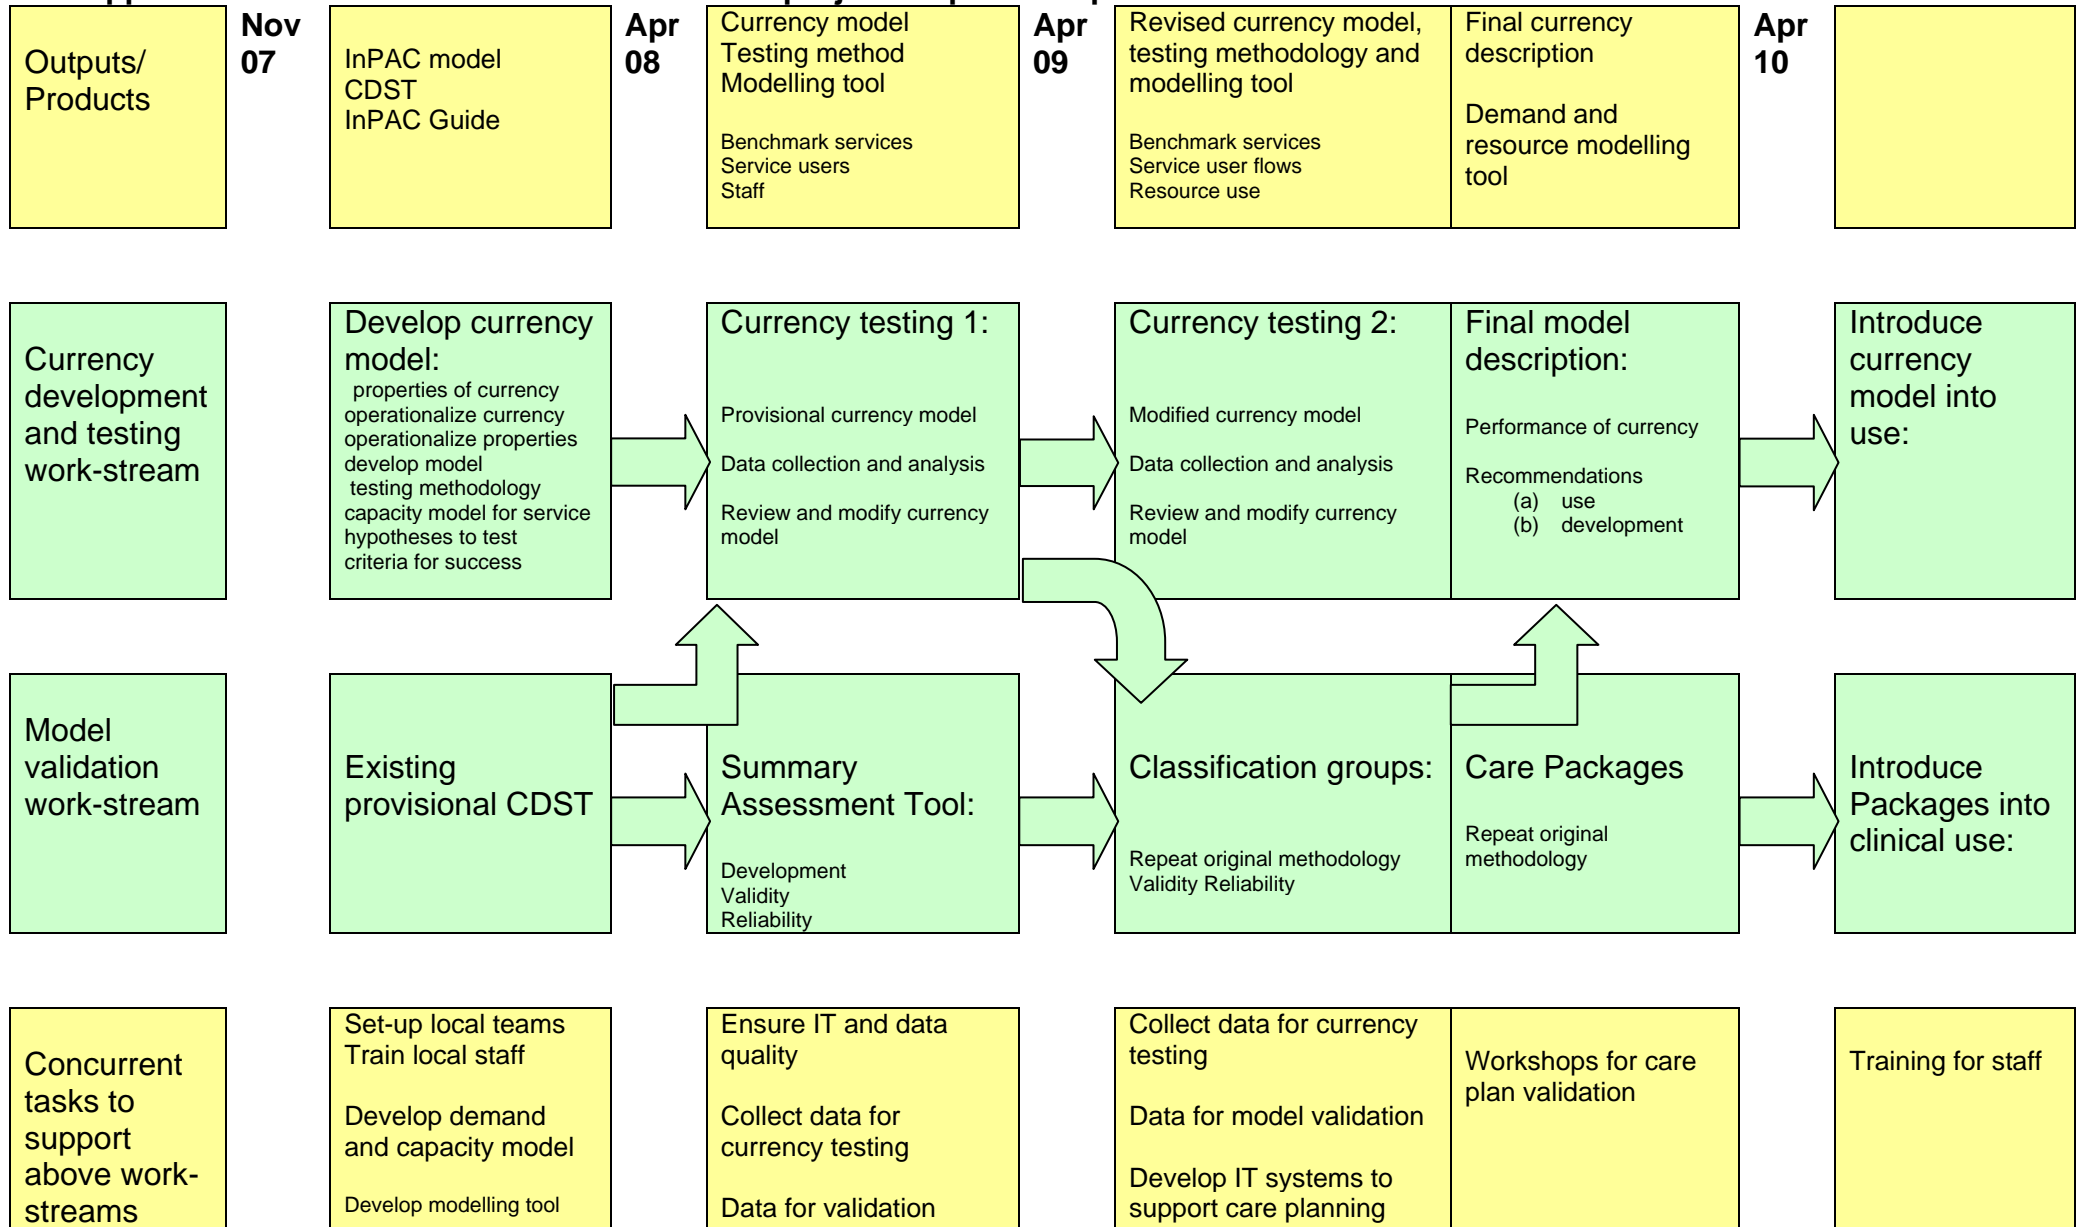 Outputs/
Products
Nov
07
InPAC model
CDST
InPAC Guide
Apr
08
Currency model
Testing method
Modelling tool
Benchmark services
Service users
Staff
Apr
09
Revised currency model,
testing methodology and
modelling tool
Benchmark services
Service user flows
Resource use
Final currency
description
Demand and
resource modelling
tool
Apr
10
Currency
development
and testing
work-stream
Develop currency
model:
properties of currency
operationalize currency
operationalize properties
develop model
testing methodology
capacity model for service
hypotheses to test
criteria for success
Currency testing 1:
Provisional currency model
Data collection and analysis
Review and modify currency
model
Currency testing 2:
Modified currency model
Data collection and analysis
Review and modify currency
model
Final model
description:
Performance of currency
Recommendations
(a) use
(b) development
Introduce
currency
model into
use:
Model
validation
work-stream
Existing
provisional CDST
Summary
Assessment Tool:
Development
Validity
Reliability
Classification groups:
Repeat original methodology
Validity Reliability
Care Packages
Repeat original
methodology
Introduce
Packages into
clinical use:
Concurrent
tasks to
support
above work-
streams
Set-up local teams
Train local staff
Develop demand
and capacity model
Develop modelling tool
Ensure IT and data
quality
Collect data for
currency testing
Data for validation
Collect data for currency
testing
Data for model validation
Develop IT systems to
support care planning
Workshops for care
plan validation
Training for staff